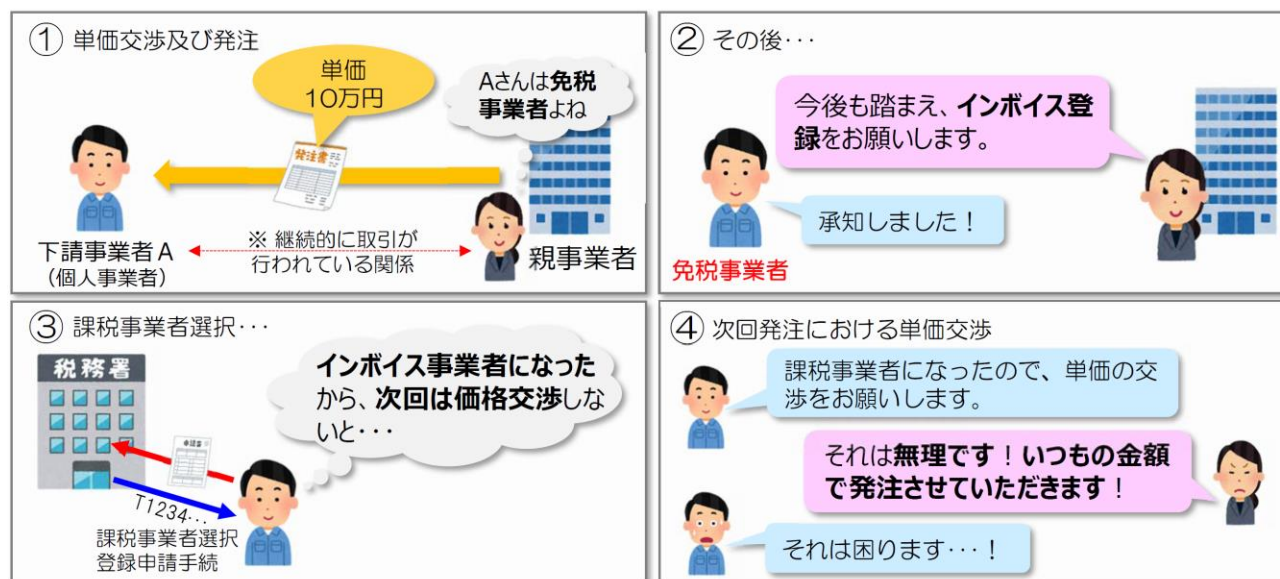 ① 単価交渉及び発注
単価
10万円
Aさんは免税
事業者よね
発注書
下請事業者A
(個人事業者)
※ 継続的に取引が
行われている関係
親事業者
② その後･･･
今後も踏まえ、インボイス登
録をお願いします。
承知しました！
免税事業者
③ 課税事業者選択･･･
税務署
インボイス事業者になった
から、次回は価格交渉しな
いと･･･
申請書
T1234･･･
課税事業者選択
登録申請手続
④ 次回発注における単価交渉
課税事業者になったので、単価の交
渉をお願いします。
それは無理です！いつもの金額
で発注させていただきます！
それは困ります･･･！